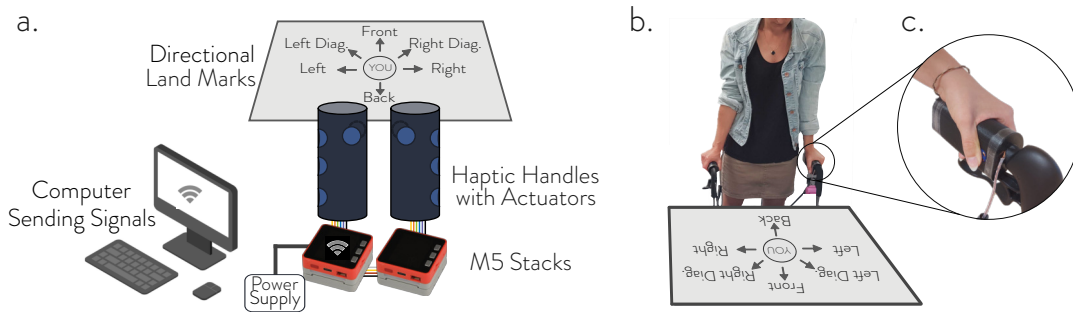 a.
Directional
Land Marks
Front
Left Diag.
Right Diag.
Left
YOU
Right
Back
Computer
Sending Signals
Haptic Handles
with Actuators
M5 Stacks
Power
Supply
b.
c.
Back
Right
YOU
Left
Right Diag.
Left Diag.
Front